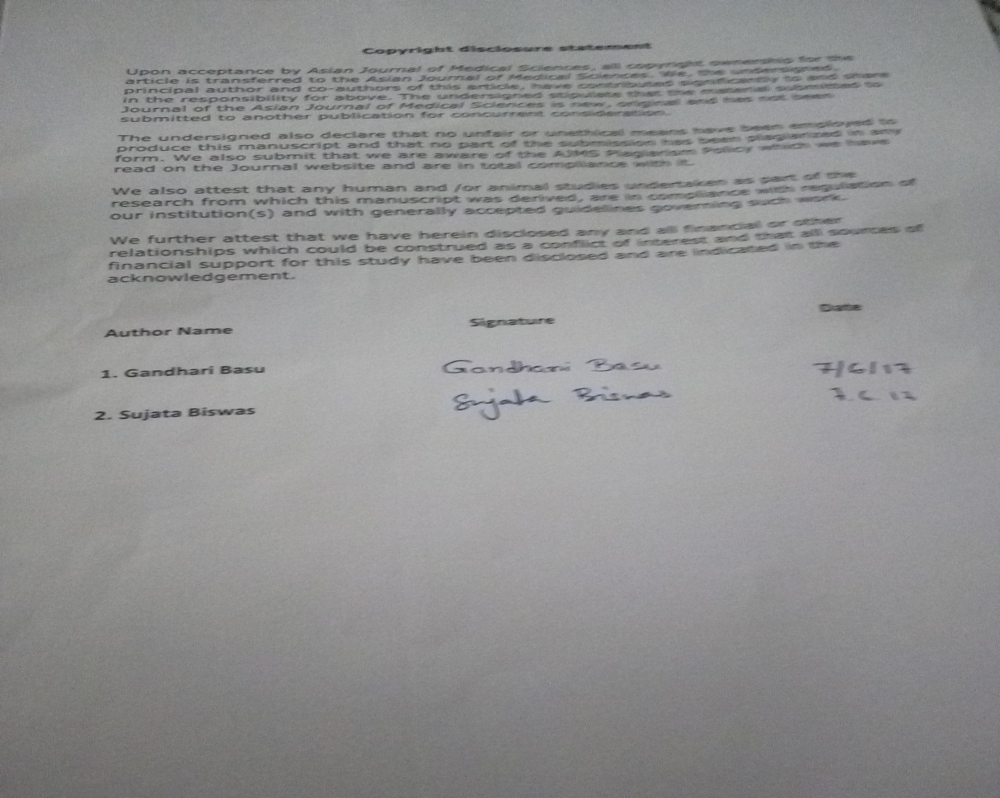 Copyright disclosure statement
Upon acceptance by Asian Journal of Medical Sciences, all copyright ownership for the
article is transferred to the Asian Journal of Medical Sciences. We, the undersigned
principal author and co-authors of this article, have contributed significantly to and share
in the responsibility for above. The undersigned stipulate that the material submitted to
Journal of the Asian Journal of Medical Sciences is new, original and has not been
submitted to another publication for concurrent consideration.
The undersigned also declare that no unfair or unethical means have been employed to
produce this manuscript and that no part of the submission has been plagiarized in any
form. We also submit that we are aware of the AJMS Plagiarism Policy which we have
read on the Journal website and are in total compliance with it.
We also attest that any human and /or animal studies undertaken as part of the
research from which this manuscript was derived, are in compliance with regulation of
our institution(s) and with generally accepted guidelines governing such work.
We further attest that we have herein disclosed any and all financial or other
relationships which could be construed as a conflict of interest and that all sources of
financial support for this study have been disclosed and are indicated in the
acknowledgement.
Author Name Signature Date
1. Gandhari Basu Gandhari Basu 7/6/17
2. Sujata Biswas Sujata Biswas 7.6.17